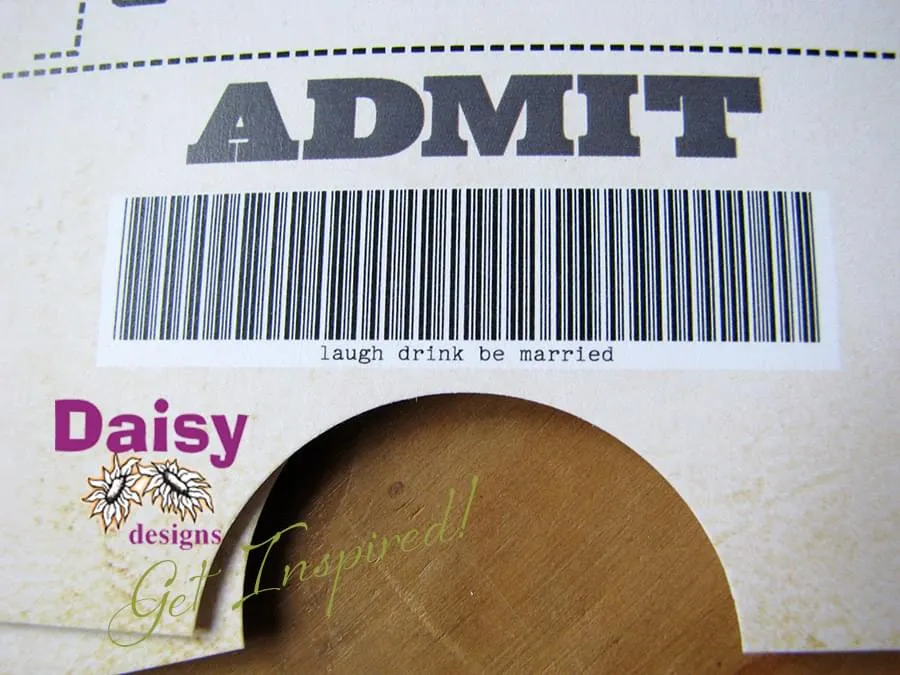 ADMIT
laugh drink be married
Daisy
designs
Get Inspired!